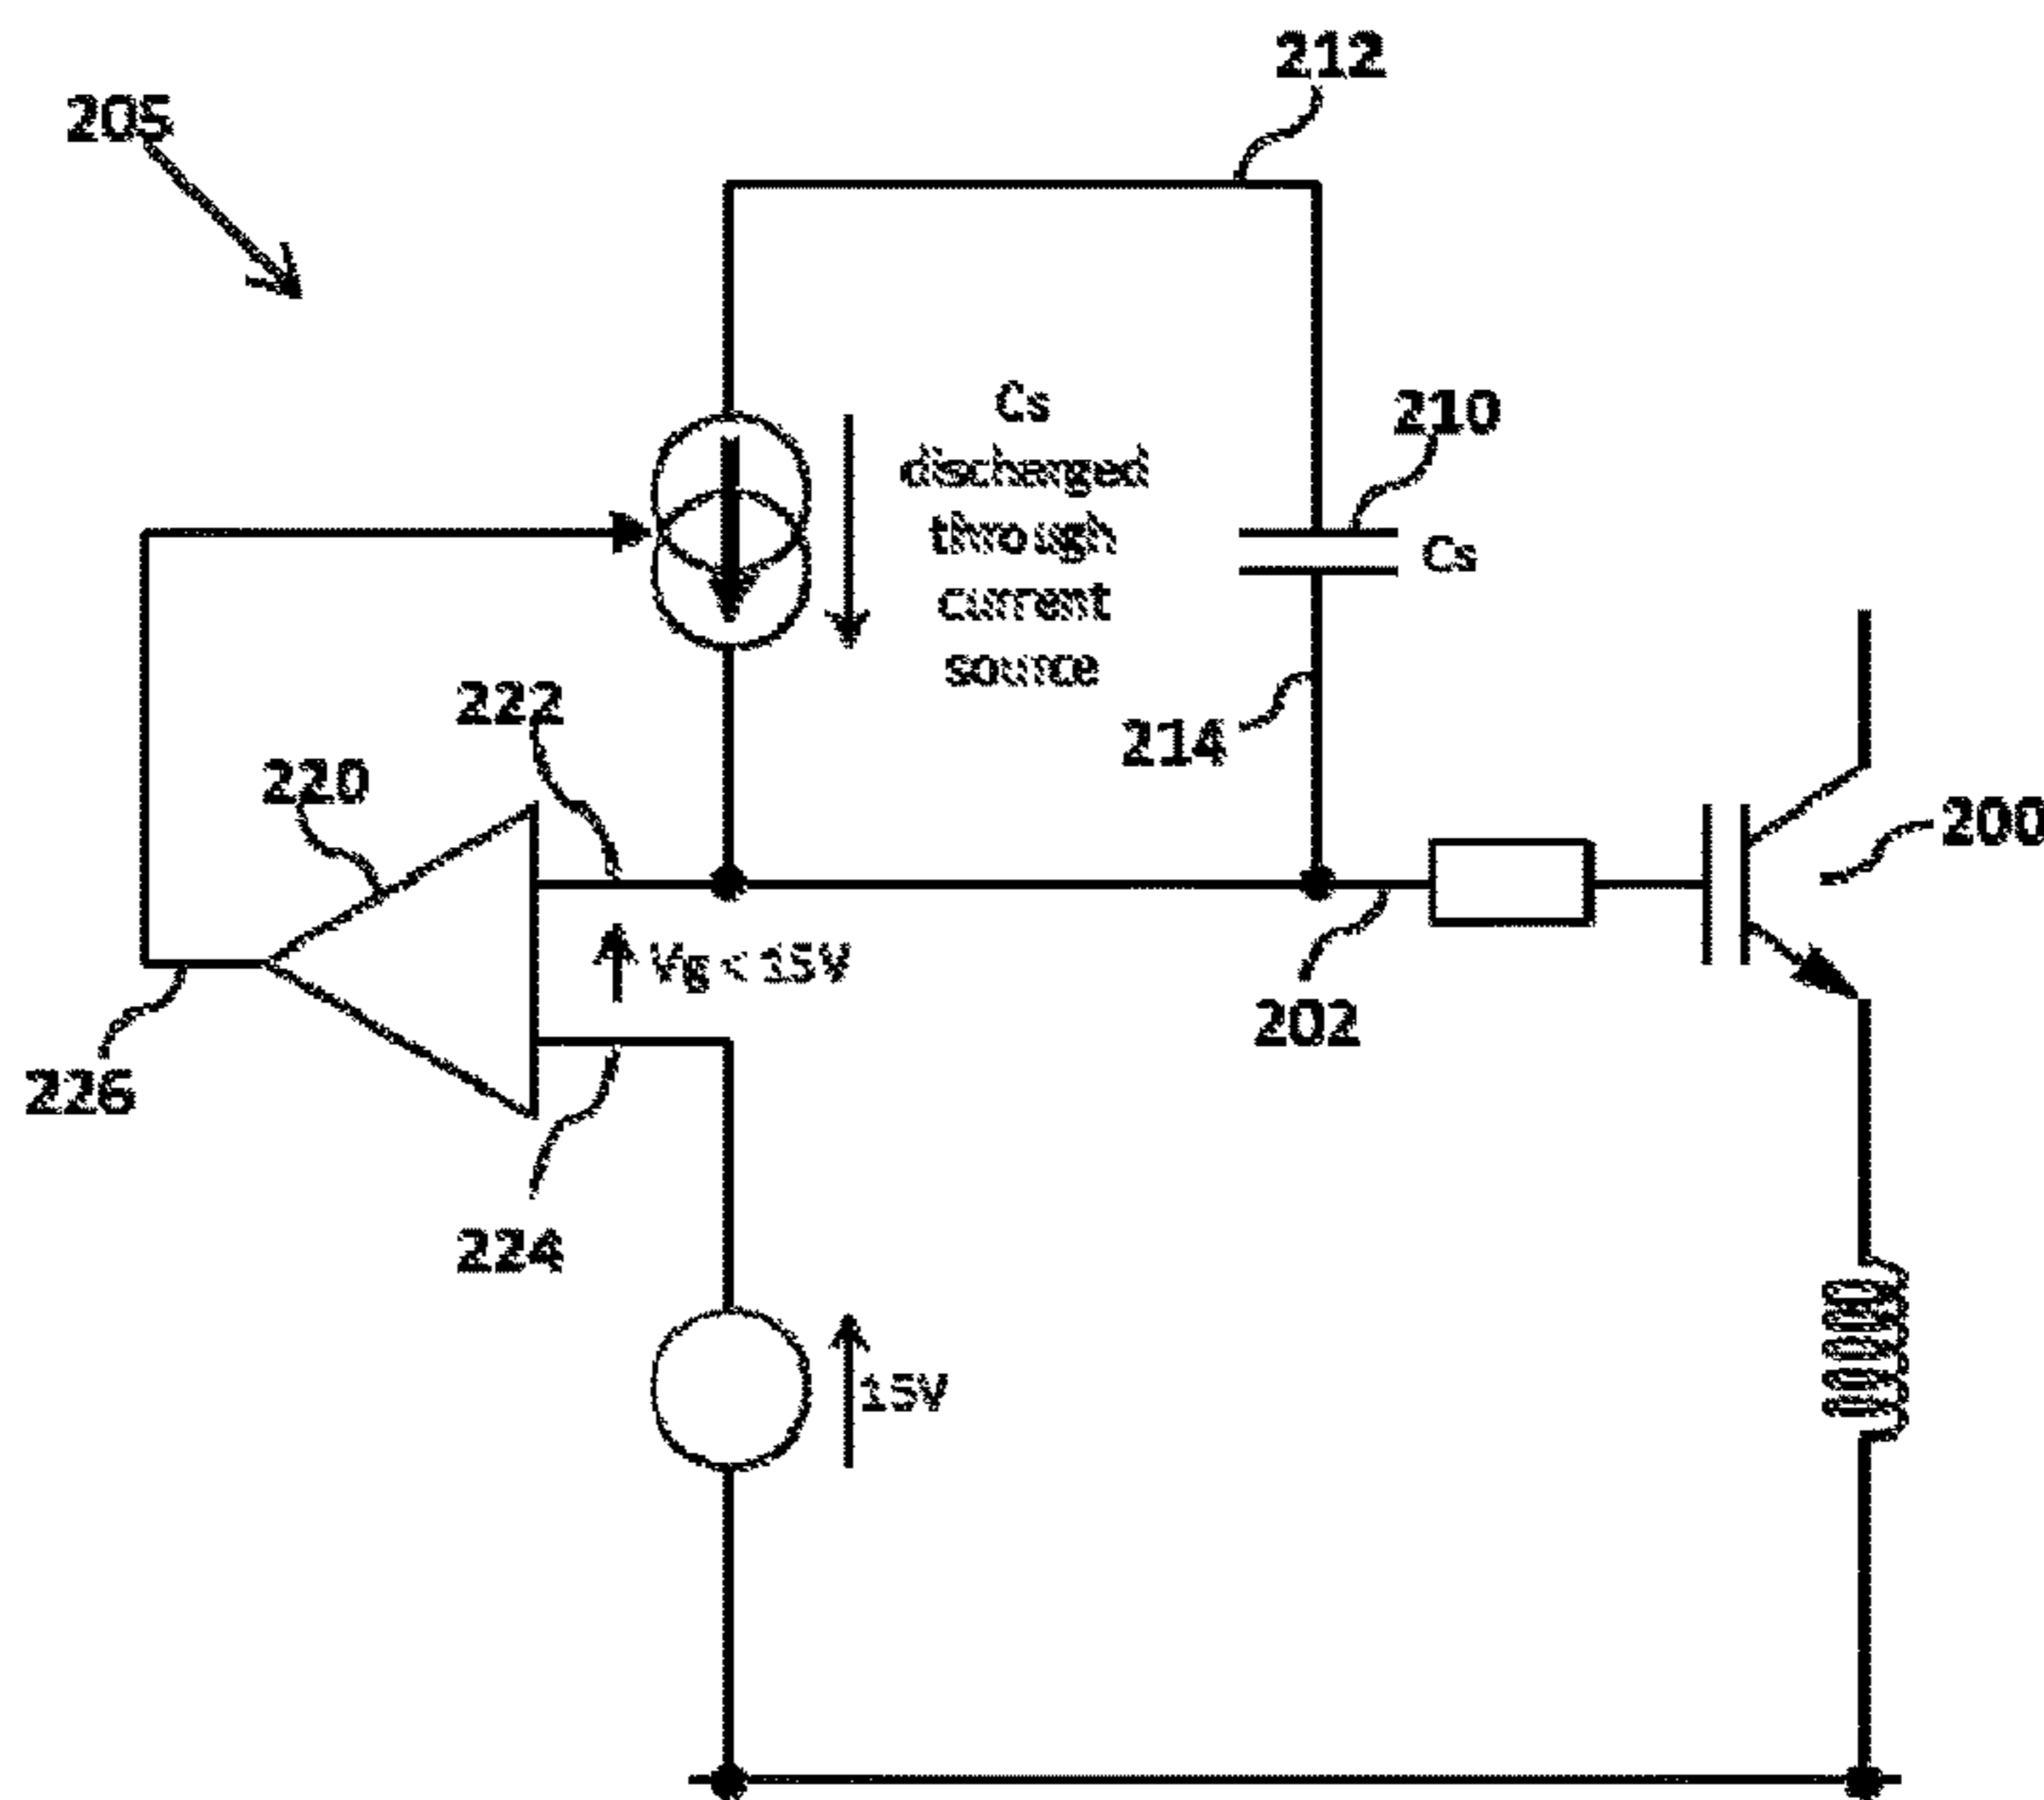 212
205
Cs
discharged
through
current
source
210
Cs
222
214
220
200
Vg < 15V
202
226
224
15V